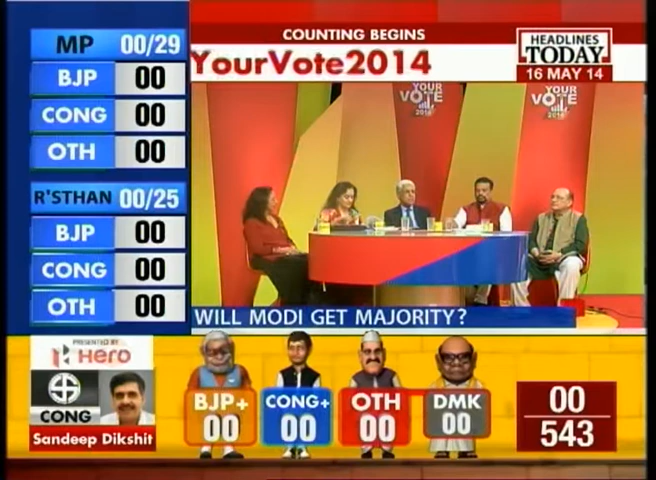 MP 00/29
BJP 00
CONG 00
OTH 00
R'STHAN 00/25
BJP 00
CONG 00
OTH 00
COUNTING BEGINS
YourVote2014
HEADLINES
TODAY
16 MAY 14
YOUR
VOTE
2014
YOUR
VOTE
2014
WILL MODI GET MAJORITY?
PRESENTED BY
Hero
CONG
Sandeep Dikshit
BJP+
00
CONG+
00
OTH
00
DMK
00
00
543